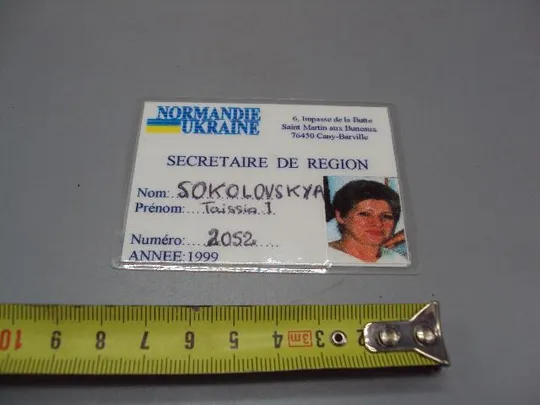 NORMANDIE
UKRAINE
6, Impasse de la Butte
Saint Martin aux Buneaux
76450 Cany-Barville
SECRETAIRE DE REGION
Nom: SOKOLOVSKYA
Prénom: Taissia I
Numéro: 2052
ANNEE: 1999
10 9 8 7 6 5 4 3m 3 2